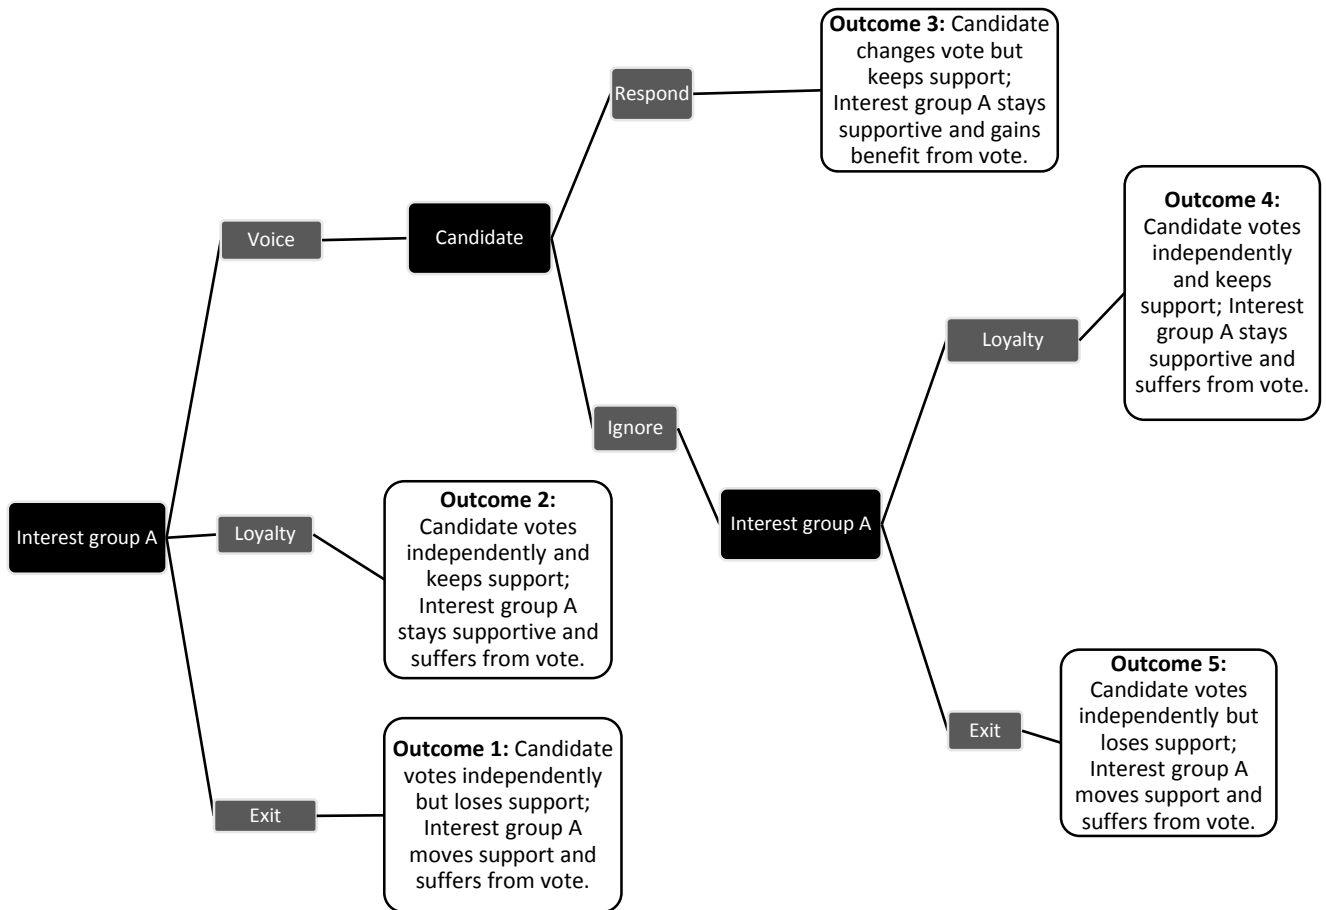 Outcome 3: Candidate
changes vote but
keeps support;
Interest group A stays
supportive and gains
benefit from vote.
Respond
Outcome 4:
Candidate votes
independently
and keeps
support; Interest
group A stays
supportive and
suffers from vote.
Voice
Candidate
Loyalty
Ignore
Outcome 2:
Candidate votes
independently and
keeps support;
Interest group A
stays supportive and
suffers from vote.
Interest group A
Loyalty
Interest group A
Outcome 5:
Candidate votes
independently but
loses support;
Interest group A
moves support and
suffers from vote.
Exit
Outcome 1: Candidate
votes independently
but loses support;
Interest group A
moves support and
suffers from vote.
Exit